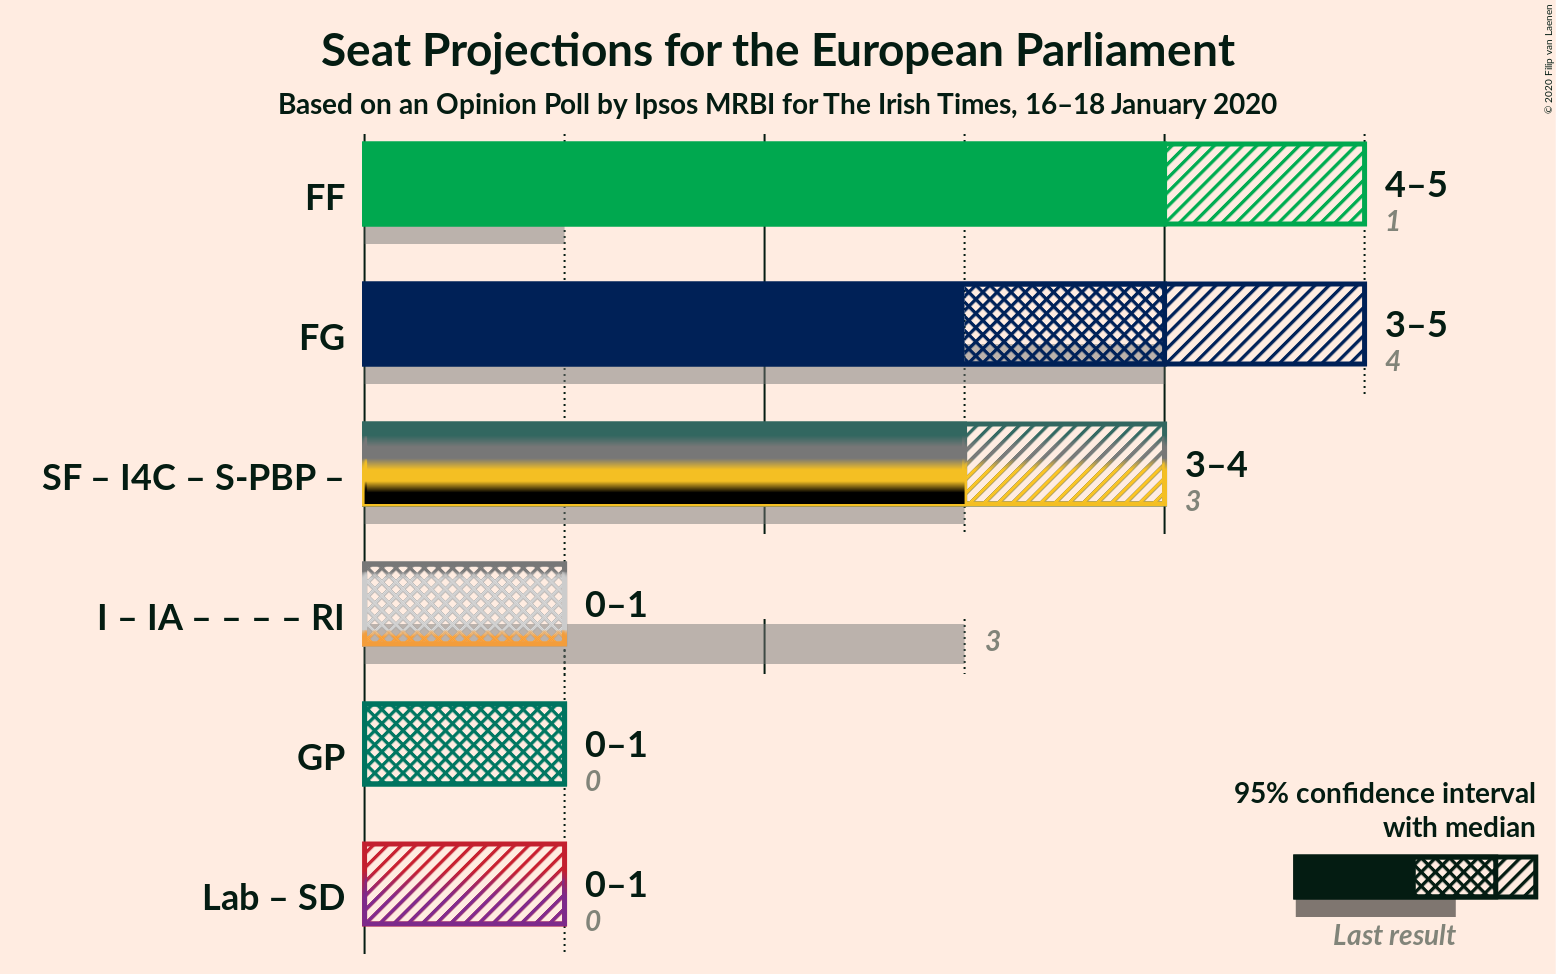 Seat Projections for the European Parliament
Based on an Opinion Poll by Ipsos MRBI for The Irish Times, 16–18 January 2020
© 2020 Filip van Laenen
FF
4–5
1
FG
3–5
4
SF – I4C – S-PBP –
3–4
3
I – IA – – – – RI
0–1
3
GP
0–1
0
Lab – SD
0–1
0
95% confidence interval
with median
Last result